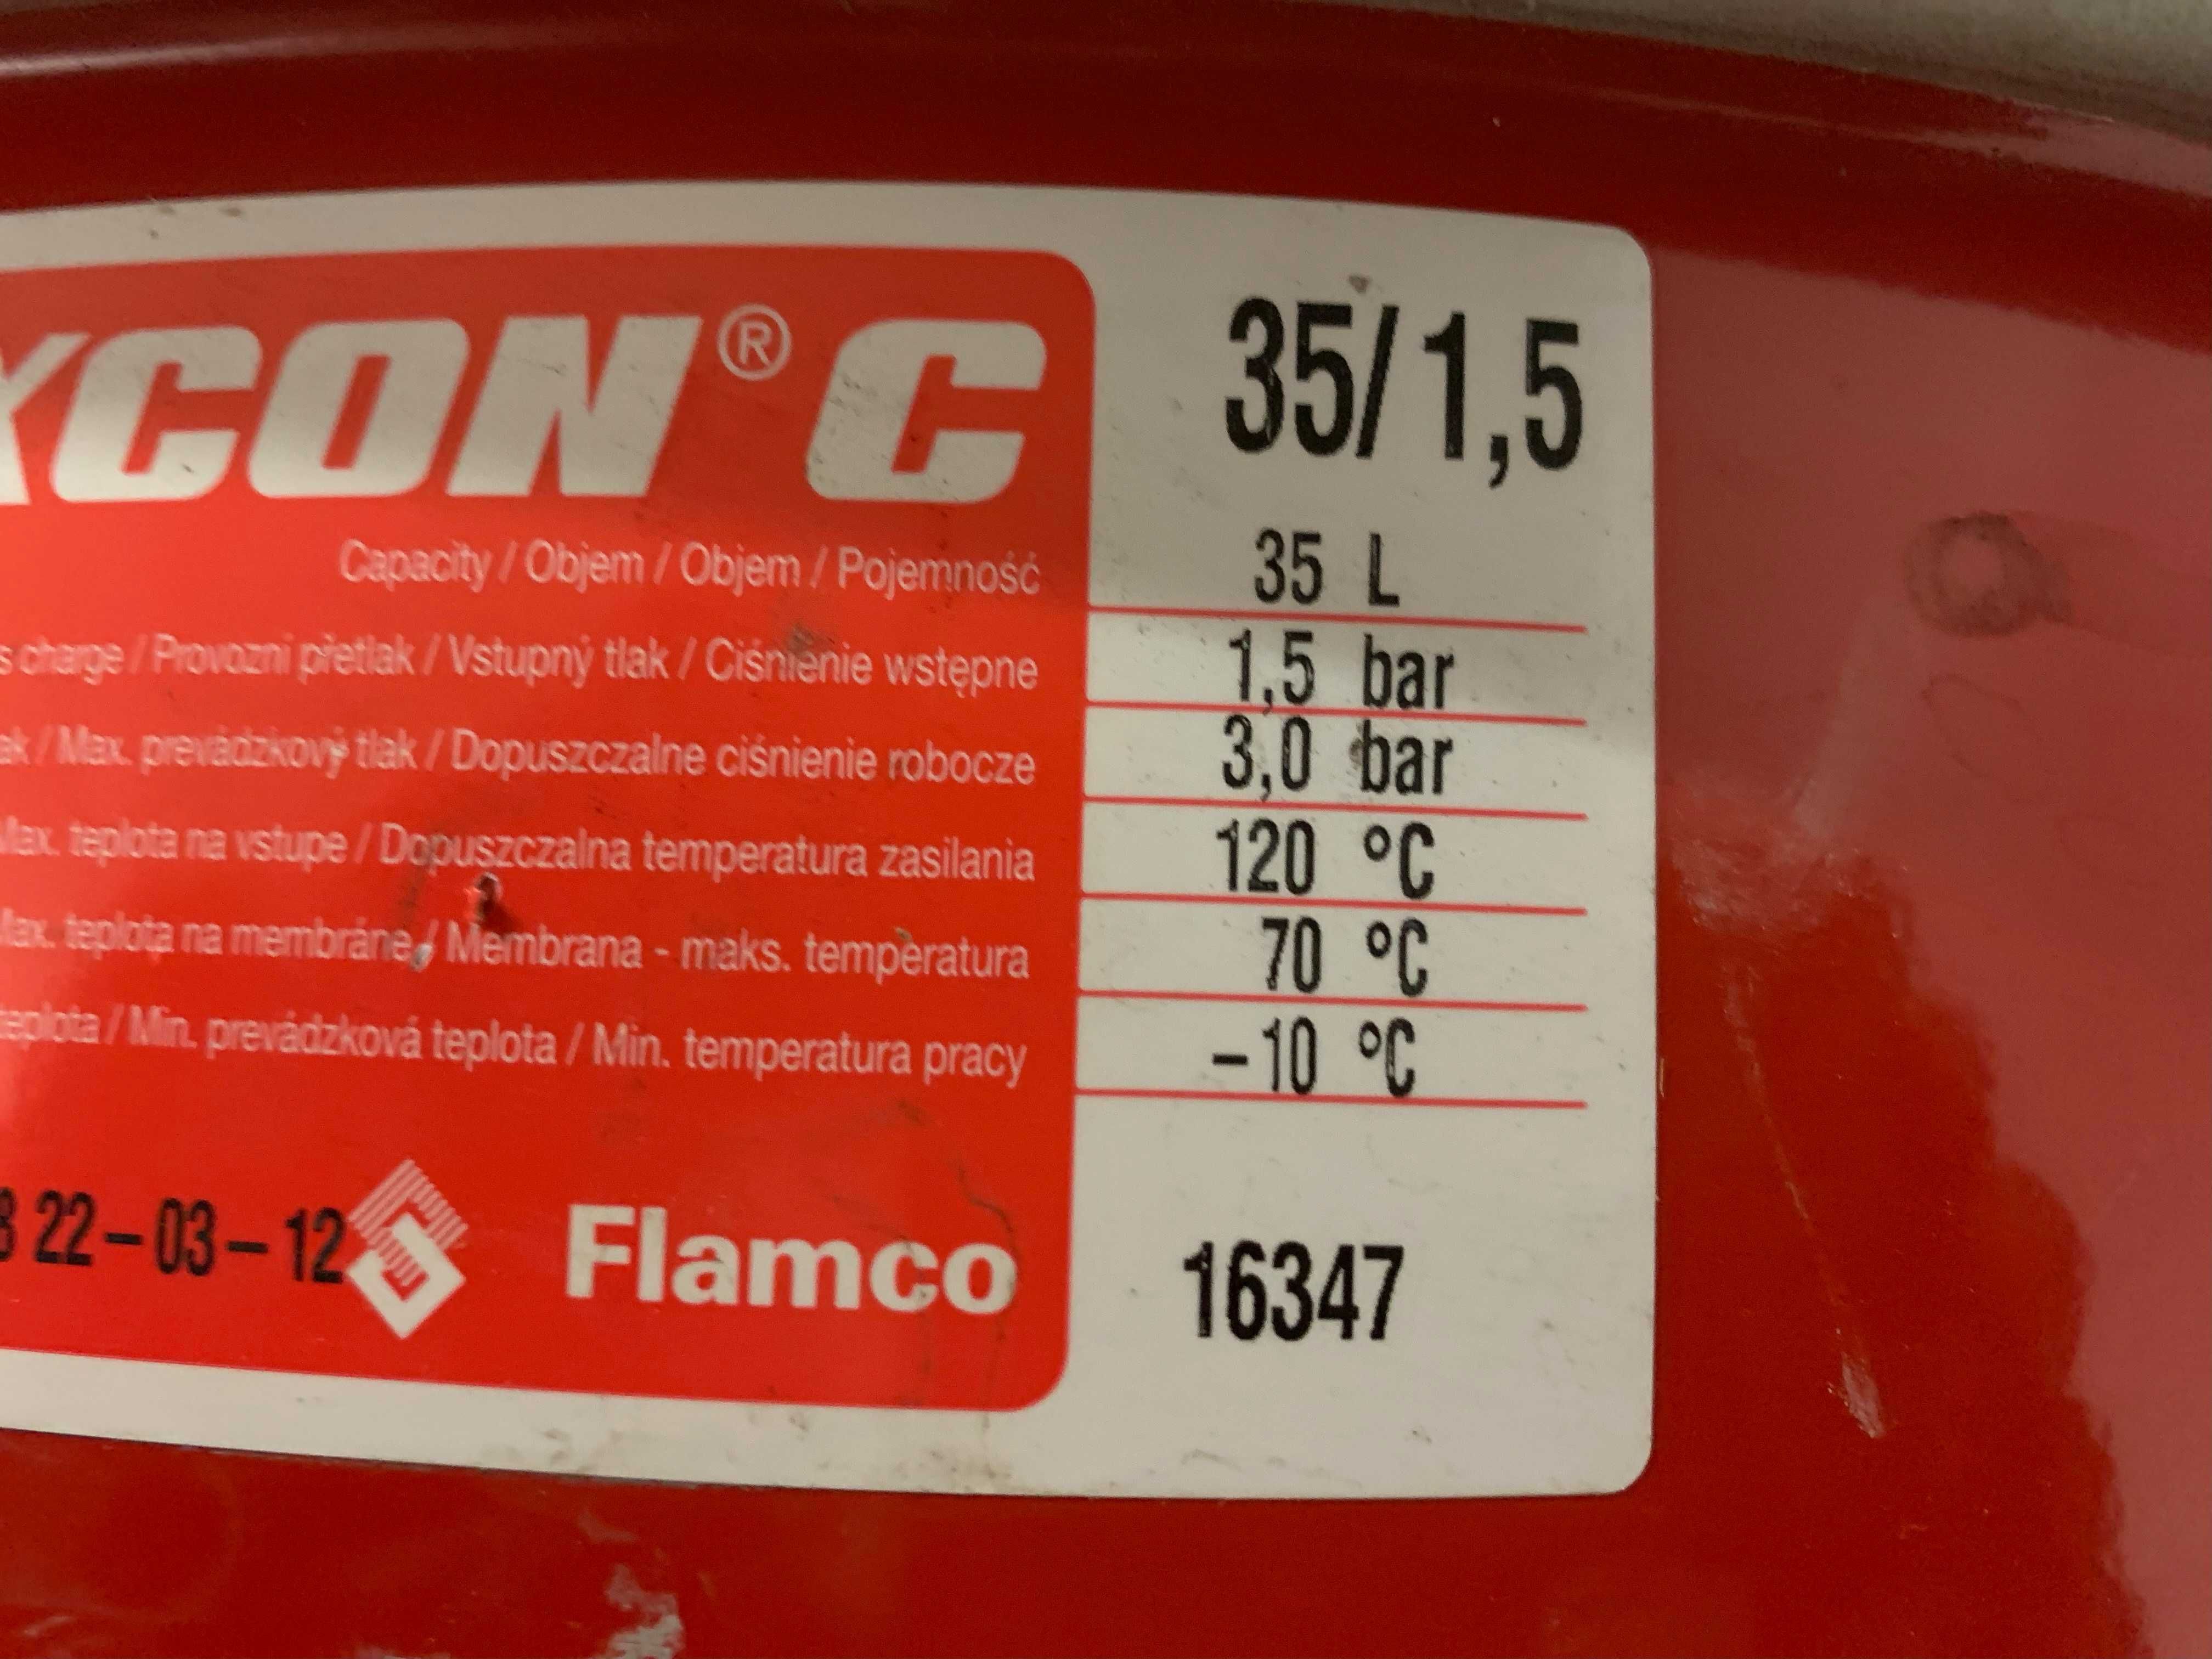 XCON® C 35/1,5
Capacity / Objem / Objem / Pojemność 35 L
s charge / Provozni přetlak / Vstupný tlak / Ciśnienie wstępne 1,5 bar
ak / Max. prevádzkový tlak / Dopuszczalne ciśnienie robocze 3,0 bar
Max. teplota na vstupe / Dopuszczalna temperatura zasilania 120 °C
Max. teplota na membráne / Membrana - maks. temperatura 70 °C
teplota / Min. prevádzková teplota / Min. temperatura pracy -10 °C
22-03-12 Flamco 16347